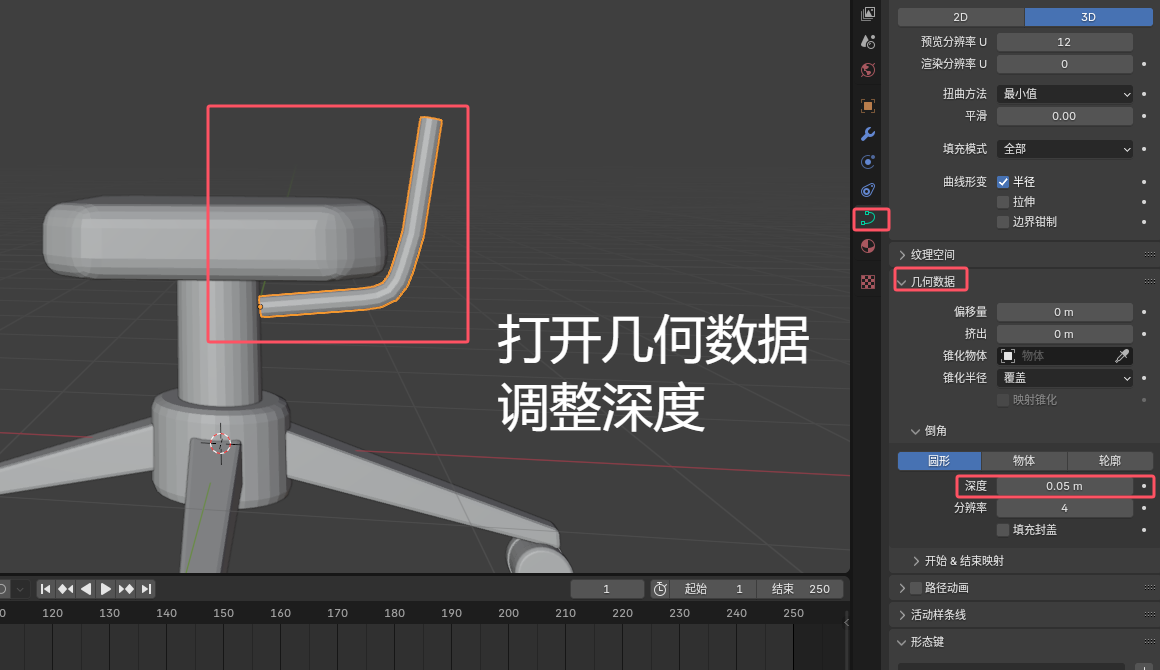 2D 3D
预览分辨率 U 12
渲染分辨率 U 0
扭曲方法 最小值
平滑 0.00
填充模式 全部
曲线形变 半径
拉伸
边界钳制
纹理空间
几何数据
偏移量 0 m
挤出 0 m
锥化物体 物体
锥化半径 覆盖
映射锥化
倒角
圆形 物体 轮廓
深度 0.05 m
分辨率 4
填充封盖
开始 & 结束映射
路径动画
活动样条线
形态键
打开几何数据
调整深度
1 起始 1 结束 250
0 120 130 140 150 160 170 180 190 200 210 220 230 240 250